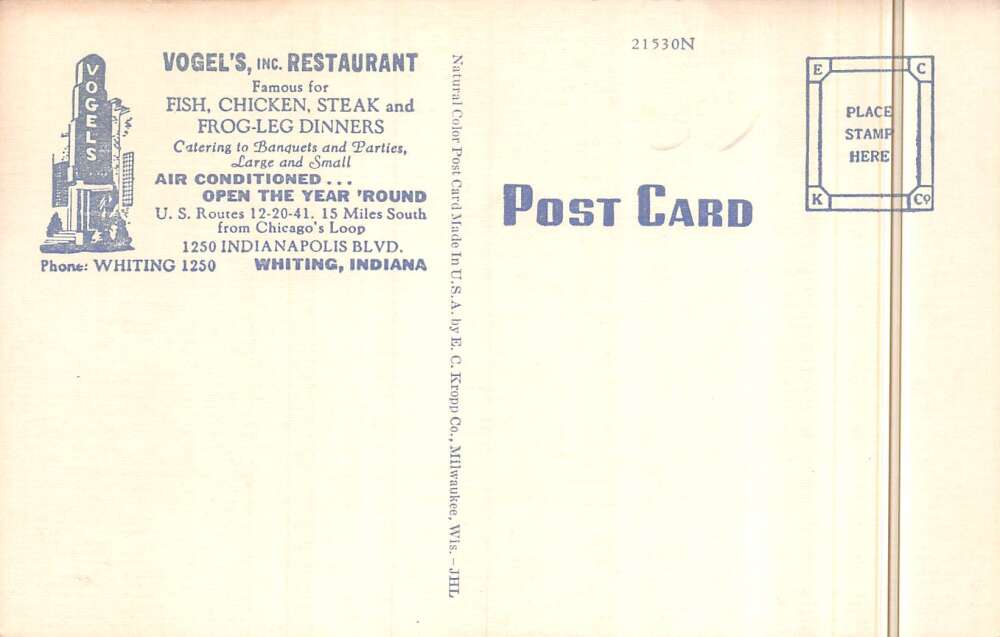 VOGELS
VOGEL'S, INC. RESTAURANT
Famous for
FISH, CHICKEN, STEAK and
FROG-LEG DINNERS
Catering to Banquets and Parties,
Large and Small
AIR CONDITIONED...
OPEN THE YEAR 'ROUND
U. S. Routes 12-20-41. 15 Miles South
from Chicago's Loop
1250 INDIANAPOLIS BLVD.
Phone: WHITING 1250 WHITING, INDIANA
Natural Color Post Card Made In U.S.A. by E. C. Kropp Co., Milwaukee, Wis. - JHL
21530N
POST CARD
E C
PLACE
STAMP
HERE
K Co